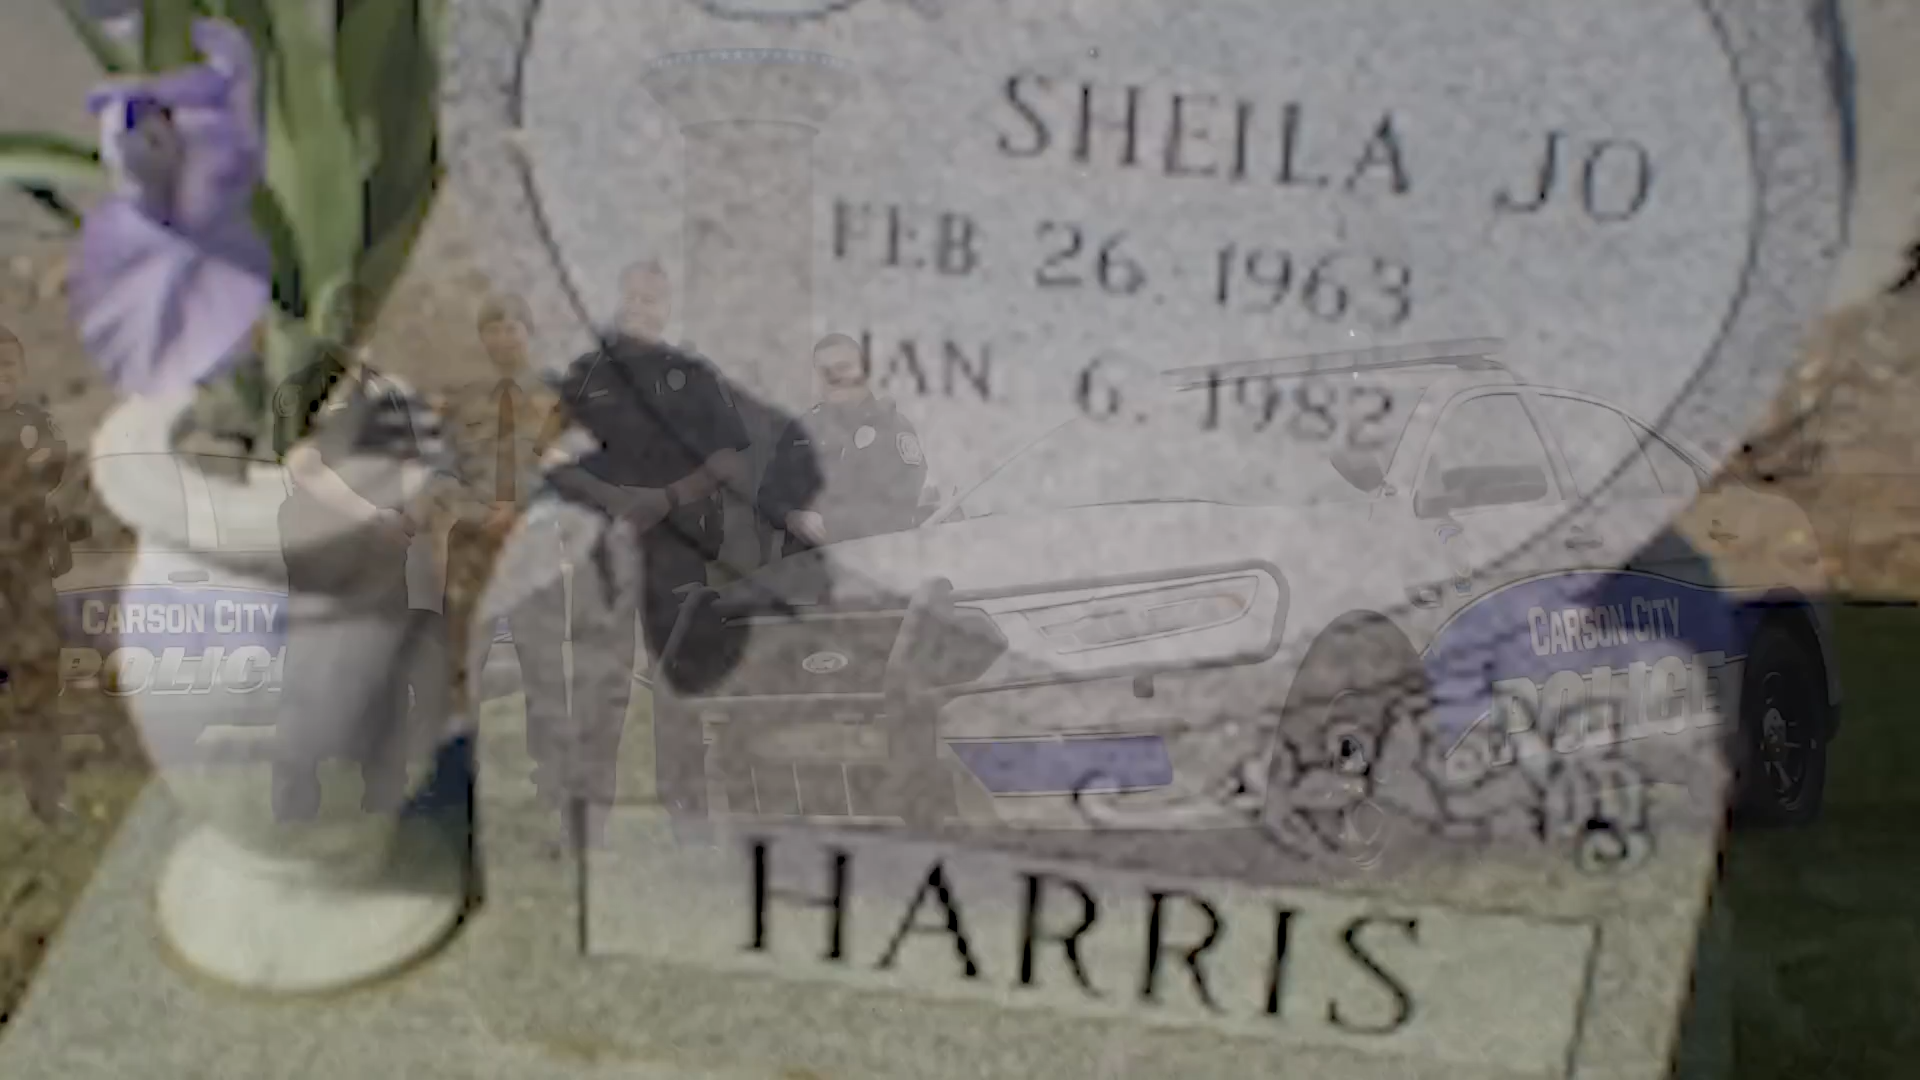 SHEILA JO
FEB 26. 1963
JAN. 6. 1982
CARSON CITY
POLICE
CARSON CITY
POLICE
HARRIS